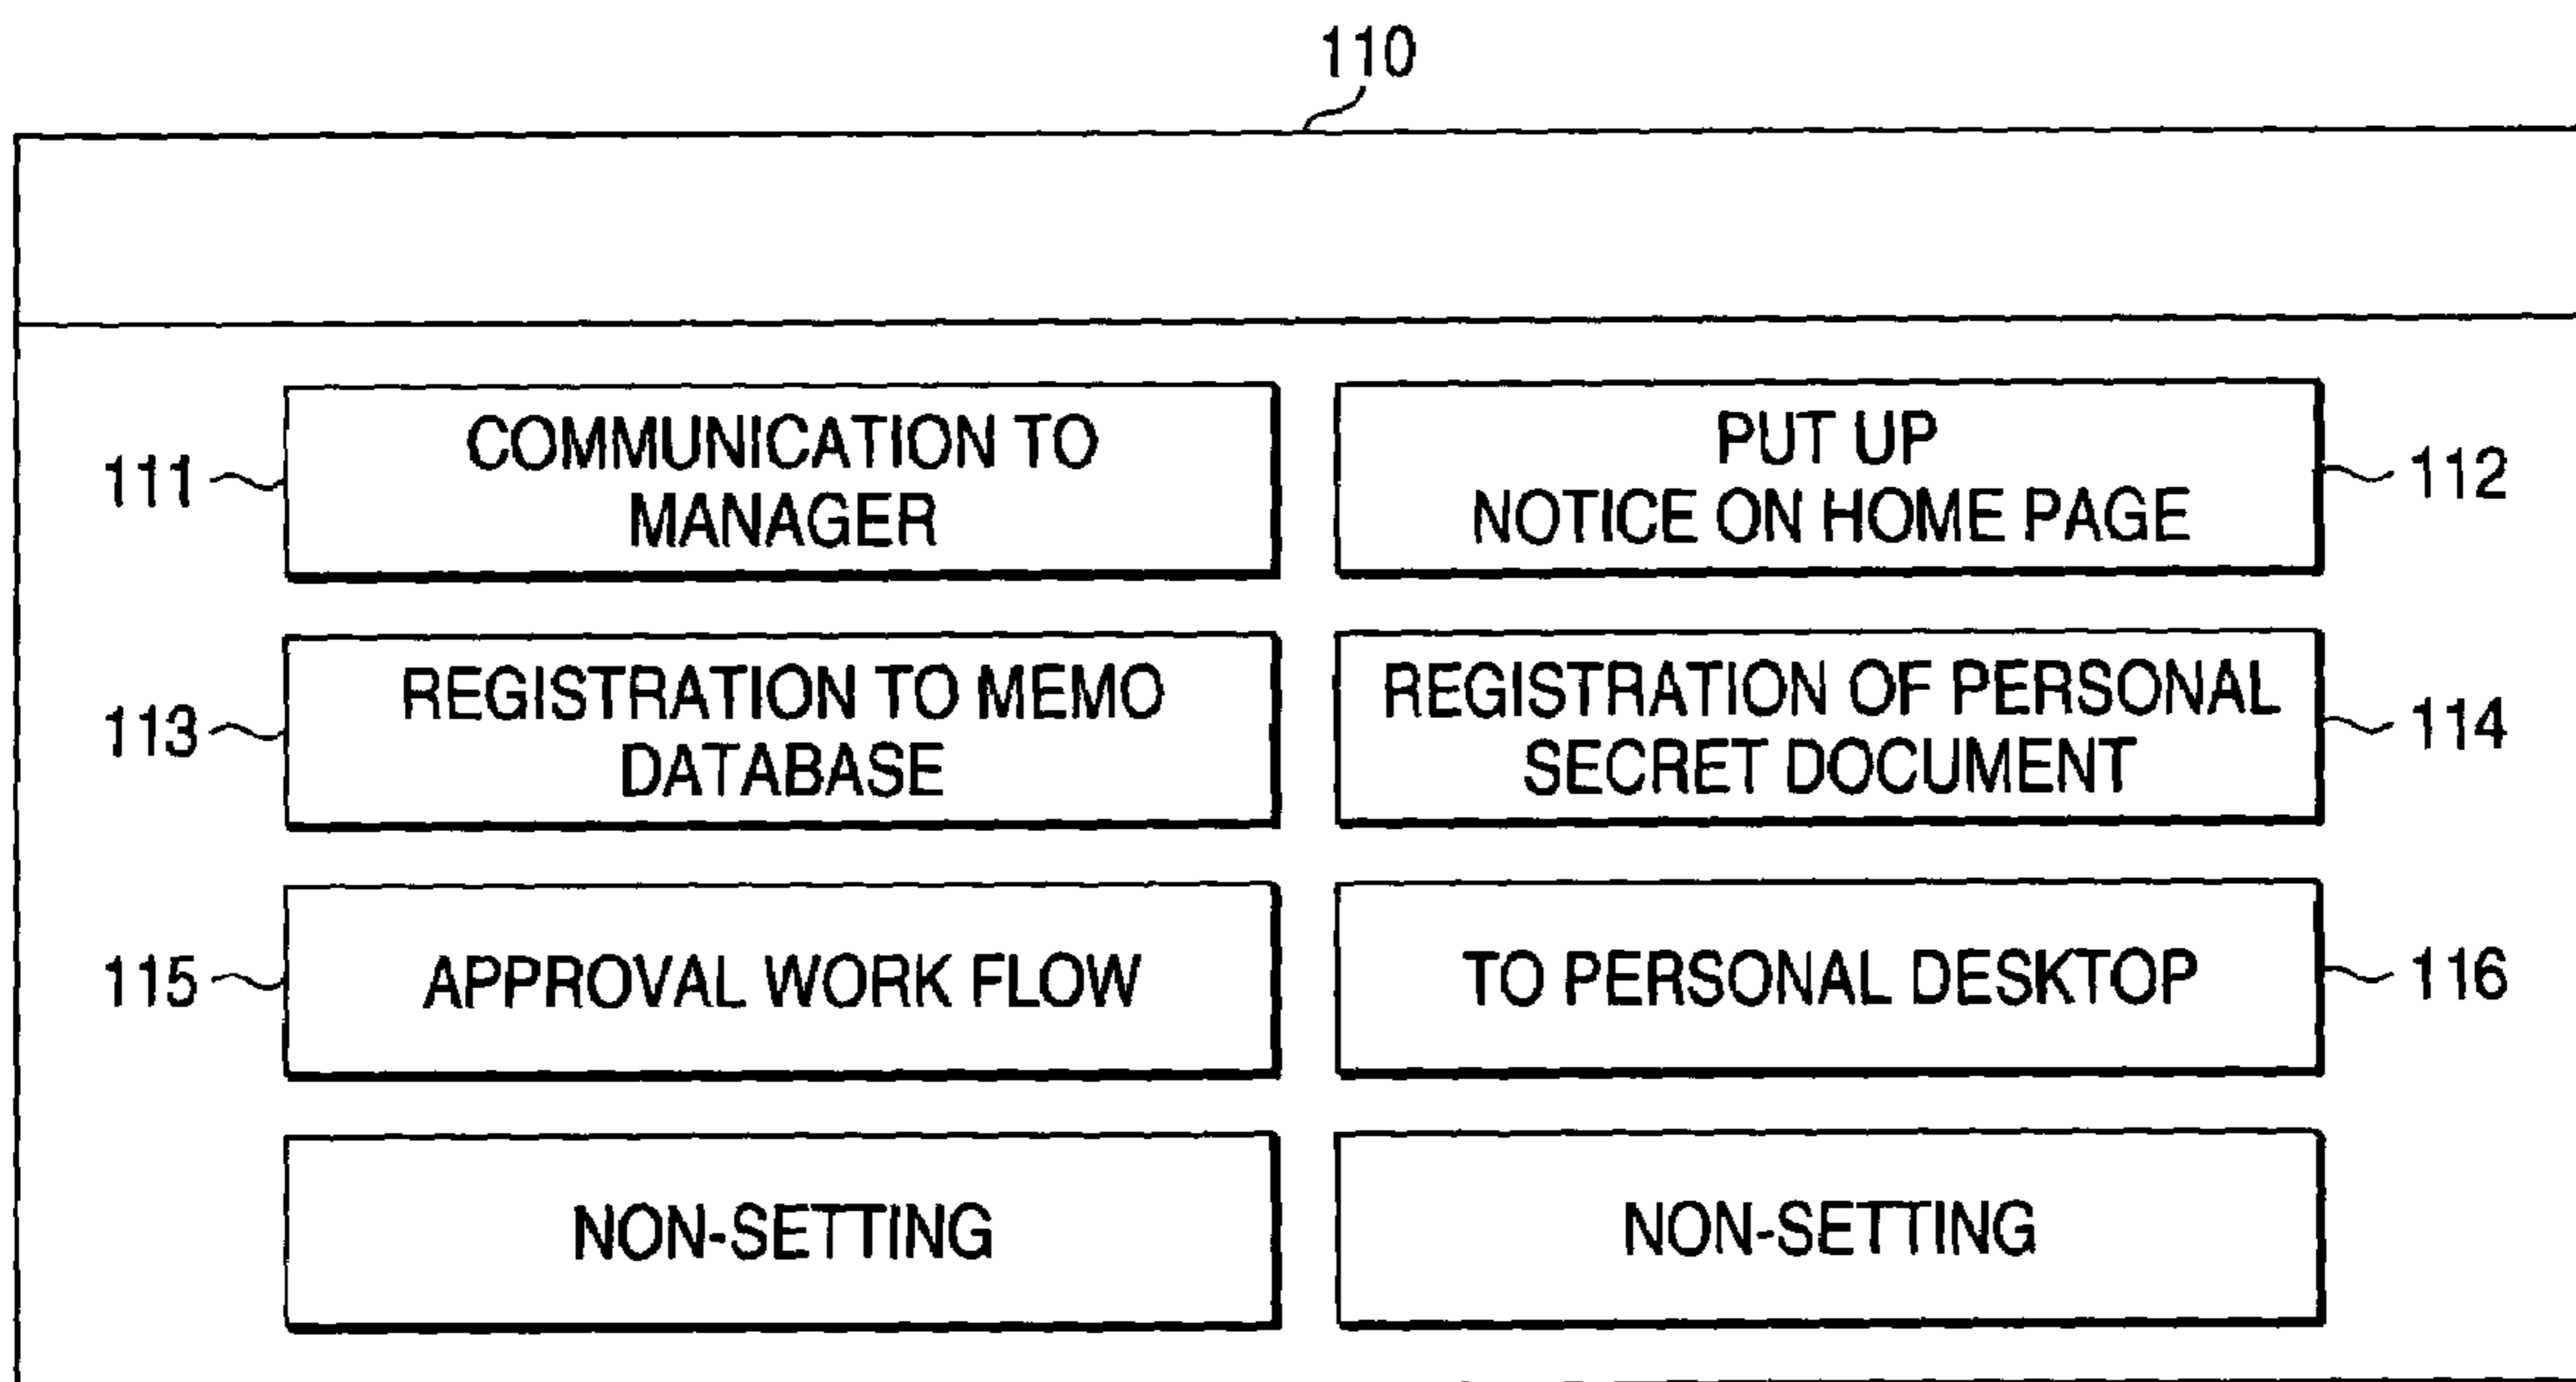 110
COMMUNICATION TO
MANAGER
PUT UP
NOTICE ON HOME PAGE
111
112
REGISTRATION TO MEMO
DATABASE
REGISTRATION OF PERSONAL
SECRET DOCUMENT
113
114
115
APPROVAL WORK FLOW
TO PERSONAL DESKTOP
116
NON-SETTING
NON-SETTING